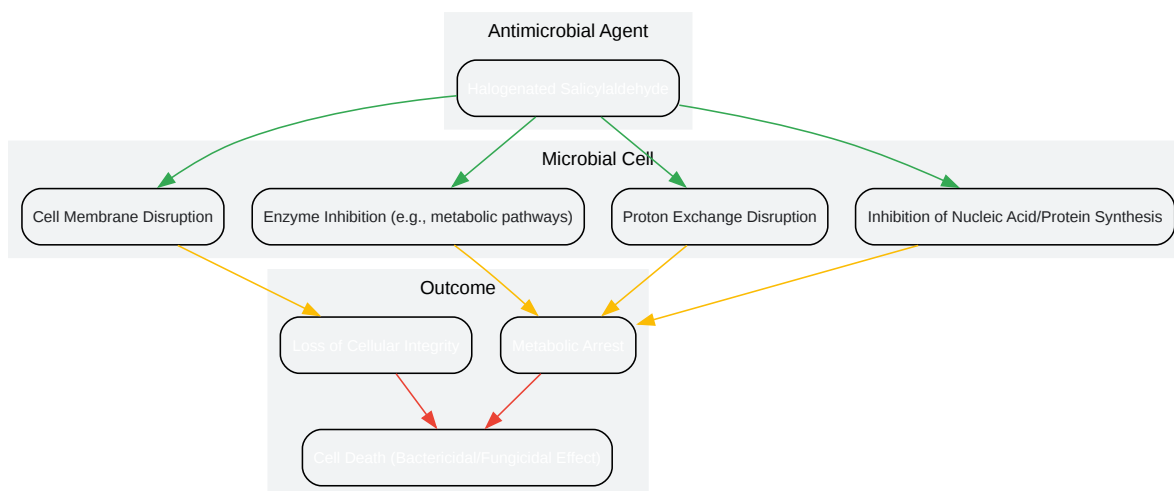 Antimicrobial Agent
Halogenated Salicylaldehyde
Microbial Cell
Cell Membrane Disruption
Enzyme Inhibition (e.g., metabolic pathways)
Proton Exchange Disruption
Inhibition of Nucleic Acid/Protein Synthesis
Outcome
Loss of Cellular Integrity
Metabolic Arrest
Cell Death (Bactericidal/Fungicidal Effect)